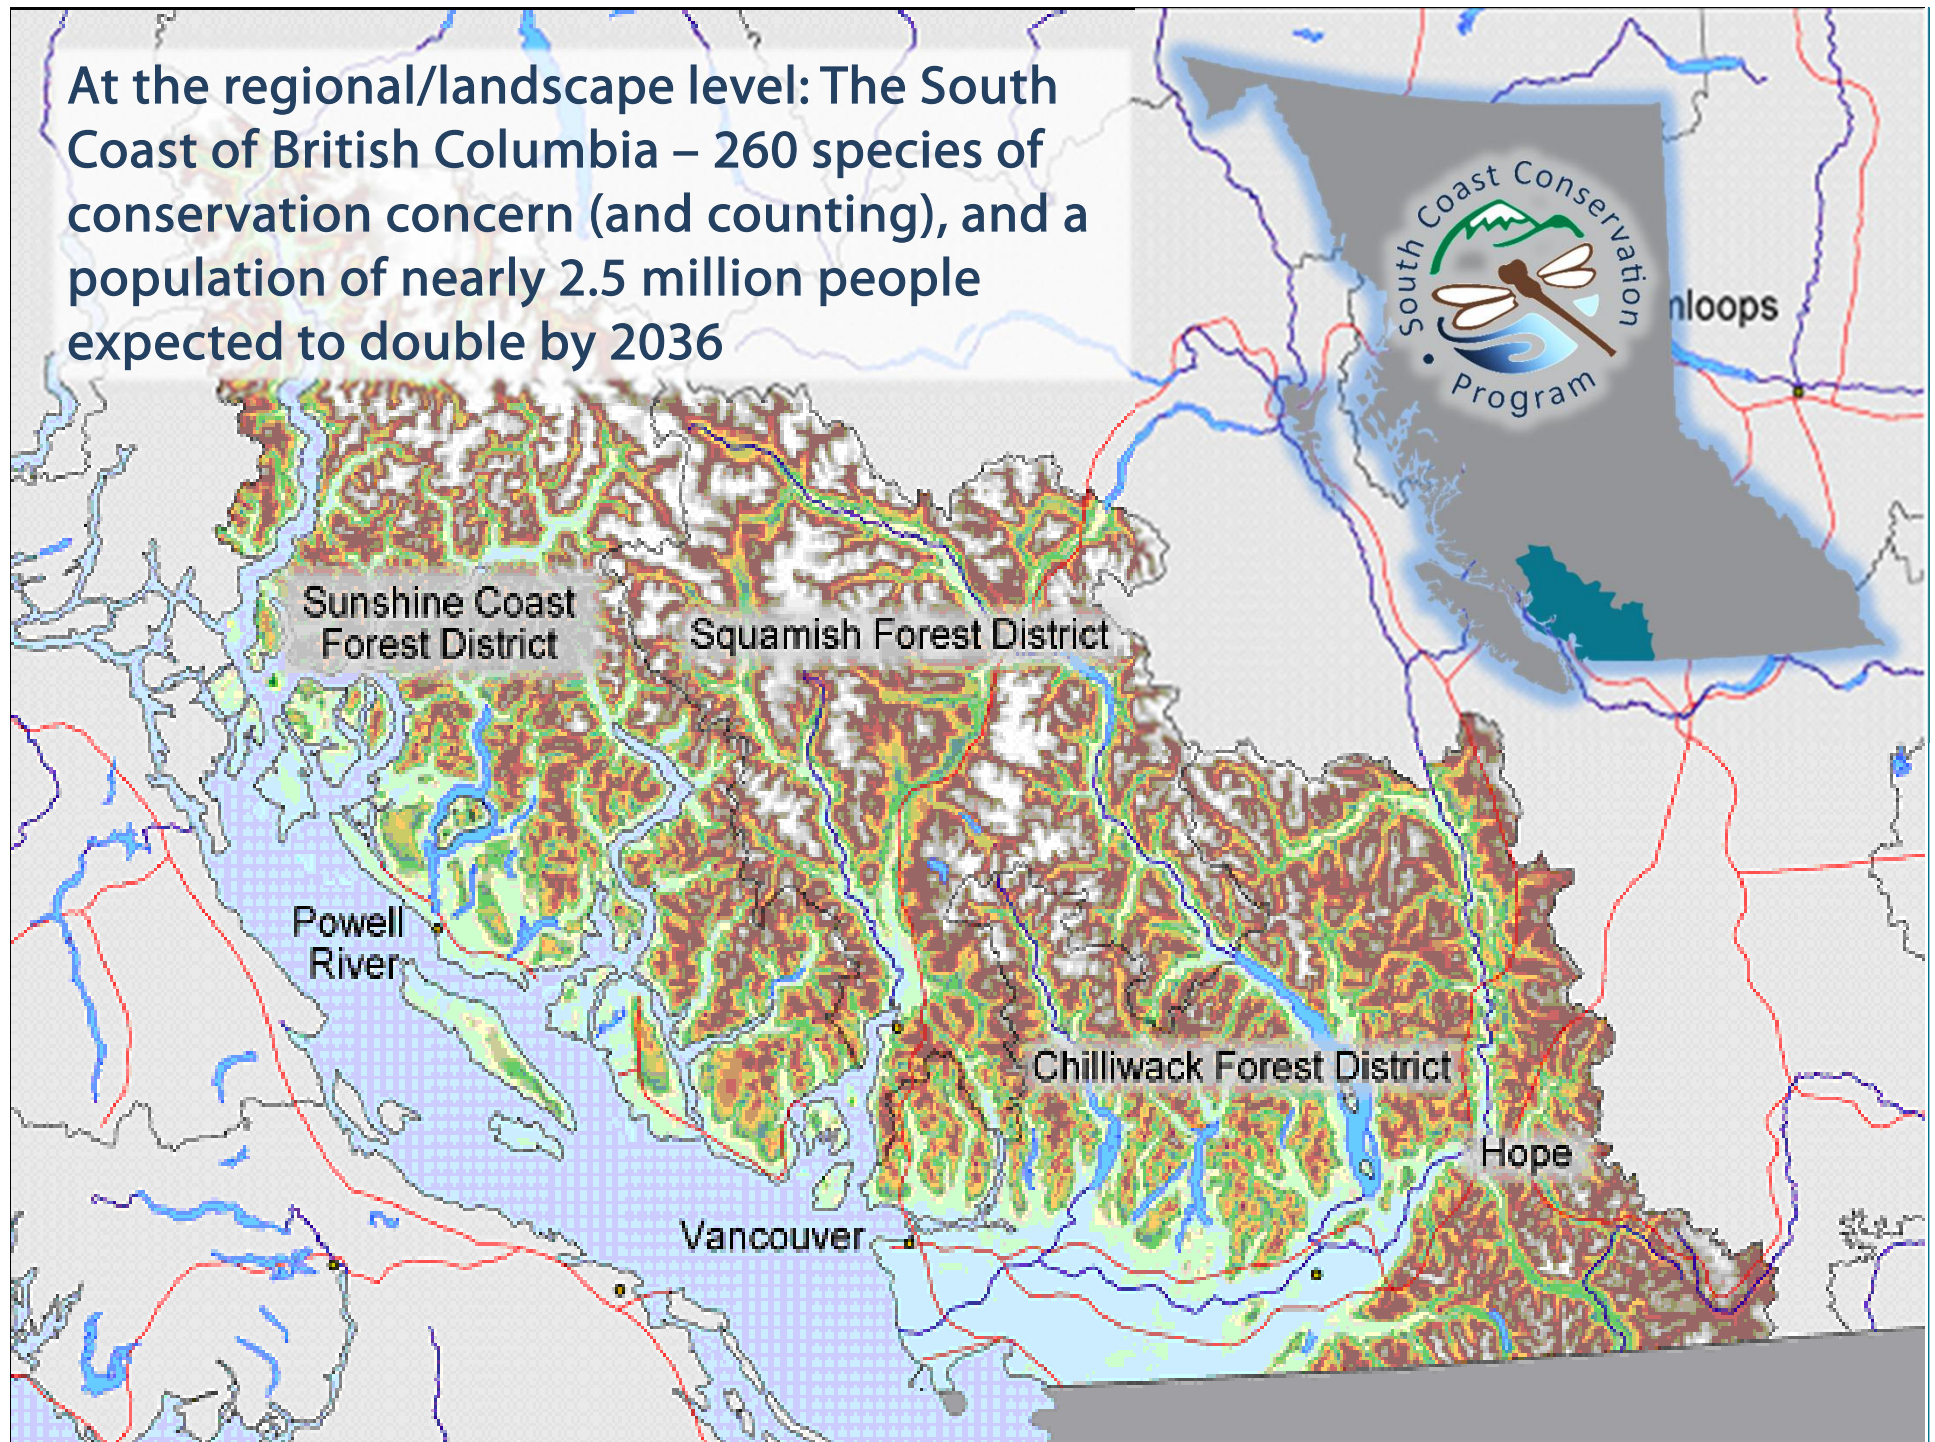 At the regional/landscape level: The South
Coast of British Columbia – 260 species of
conservation concern (and counting), and a
population of nearly 2.5 million people
expected to double by 2036
South Coast Conservation
Program
mloops
Sunshine Coast
Forest District
Squamish Forest District
Powell
River
Chilliwack Forest District
Hope
Vancouver